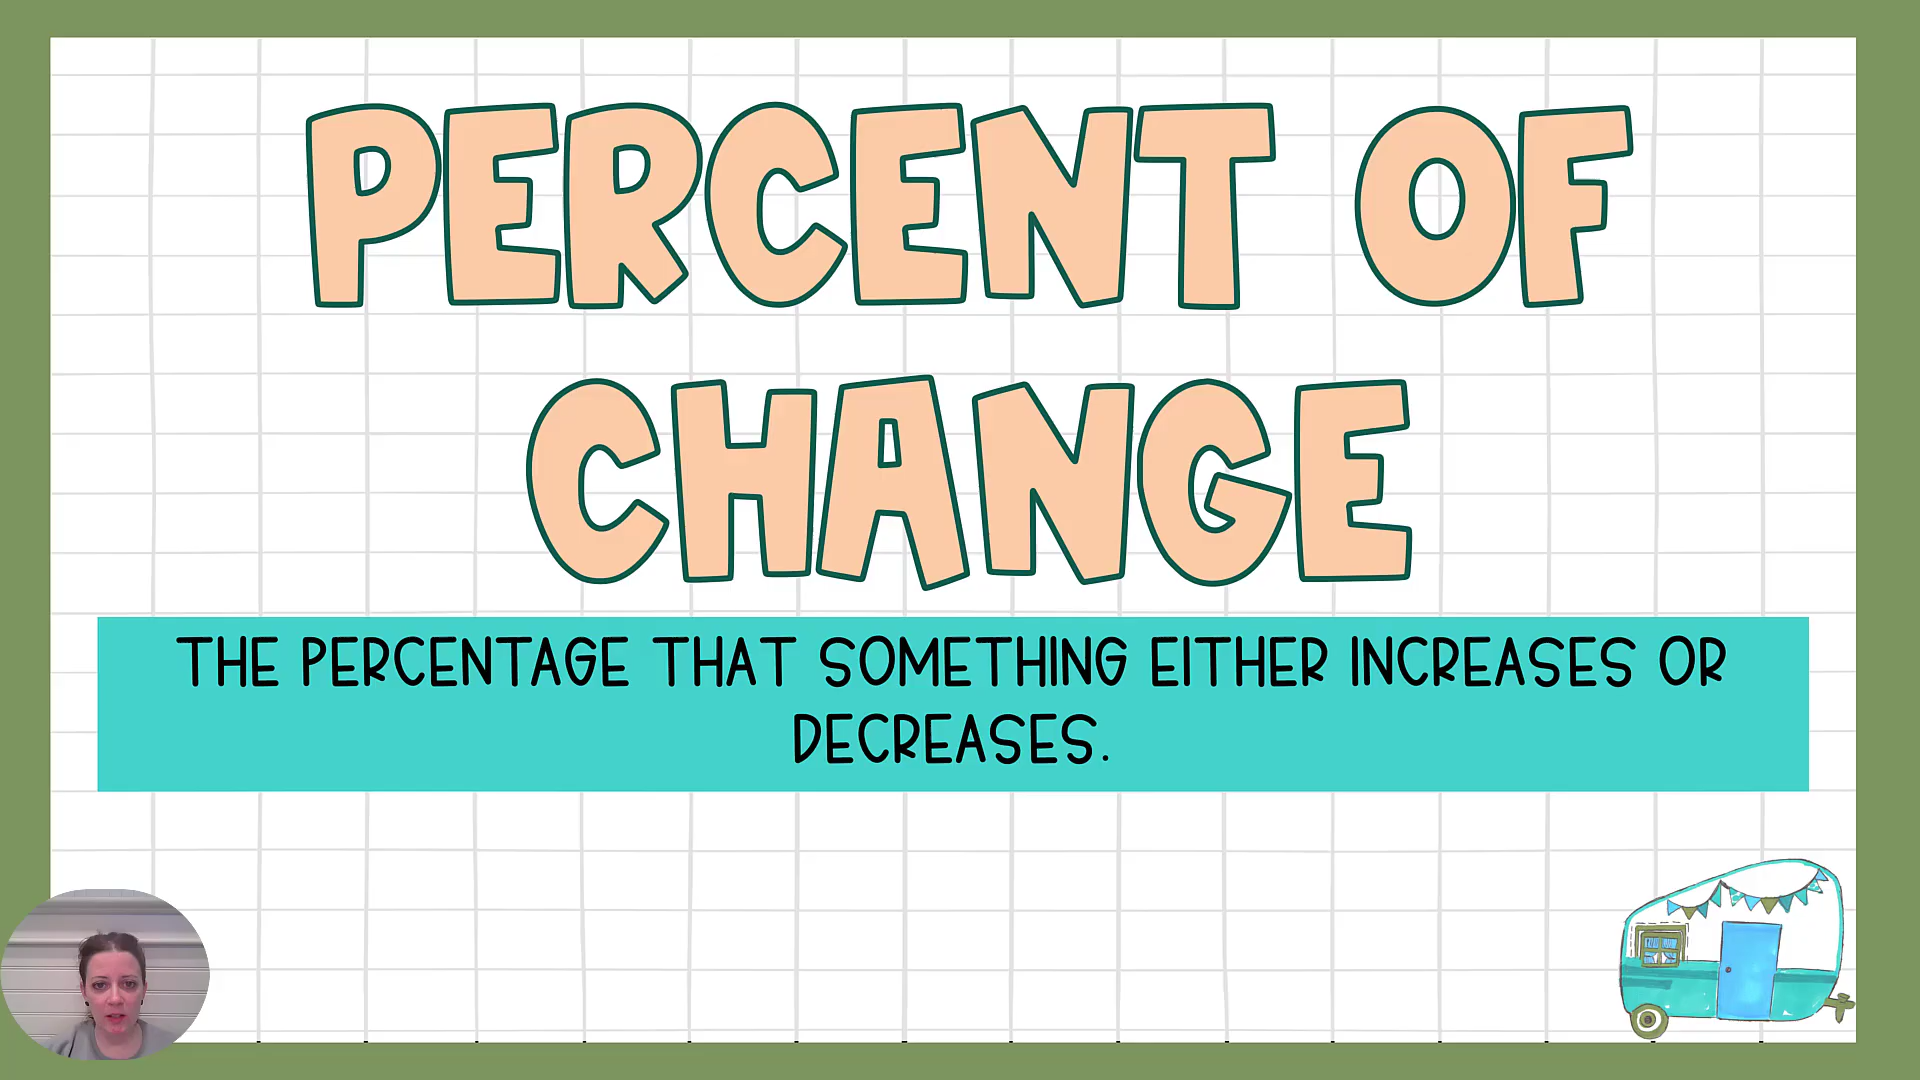 PERCENT OF
CHANGE
THE PERCENTAGE THAT SOMETHING EITHER INCREASES OR
DECREASES.